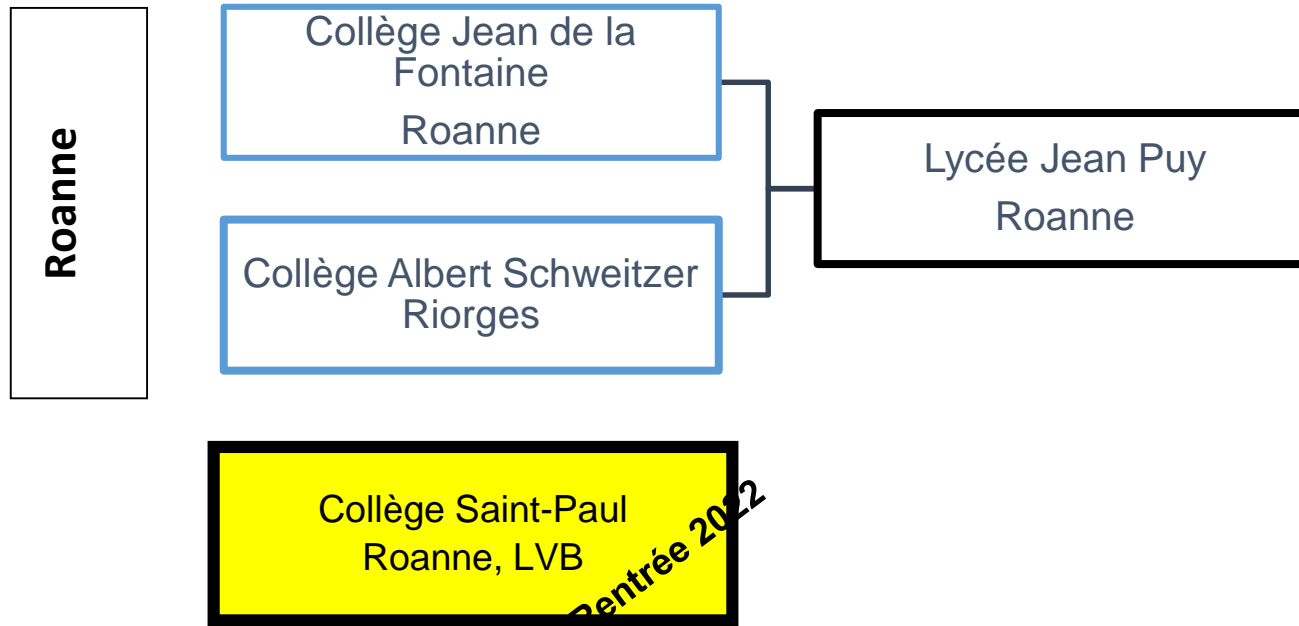 Roanne
Collège Jean de la
Fontaine
Roanne
Collège Albert Schweitzer
Riorges
Lycée Jean Puy
Roanne
Collège Saint-Paul
Roanne, LVB
Rentrée 2022